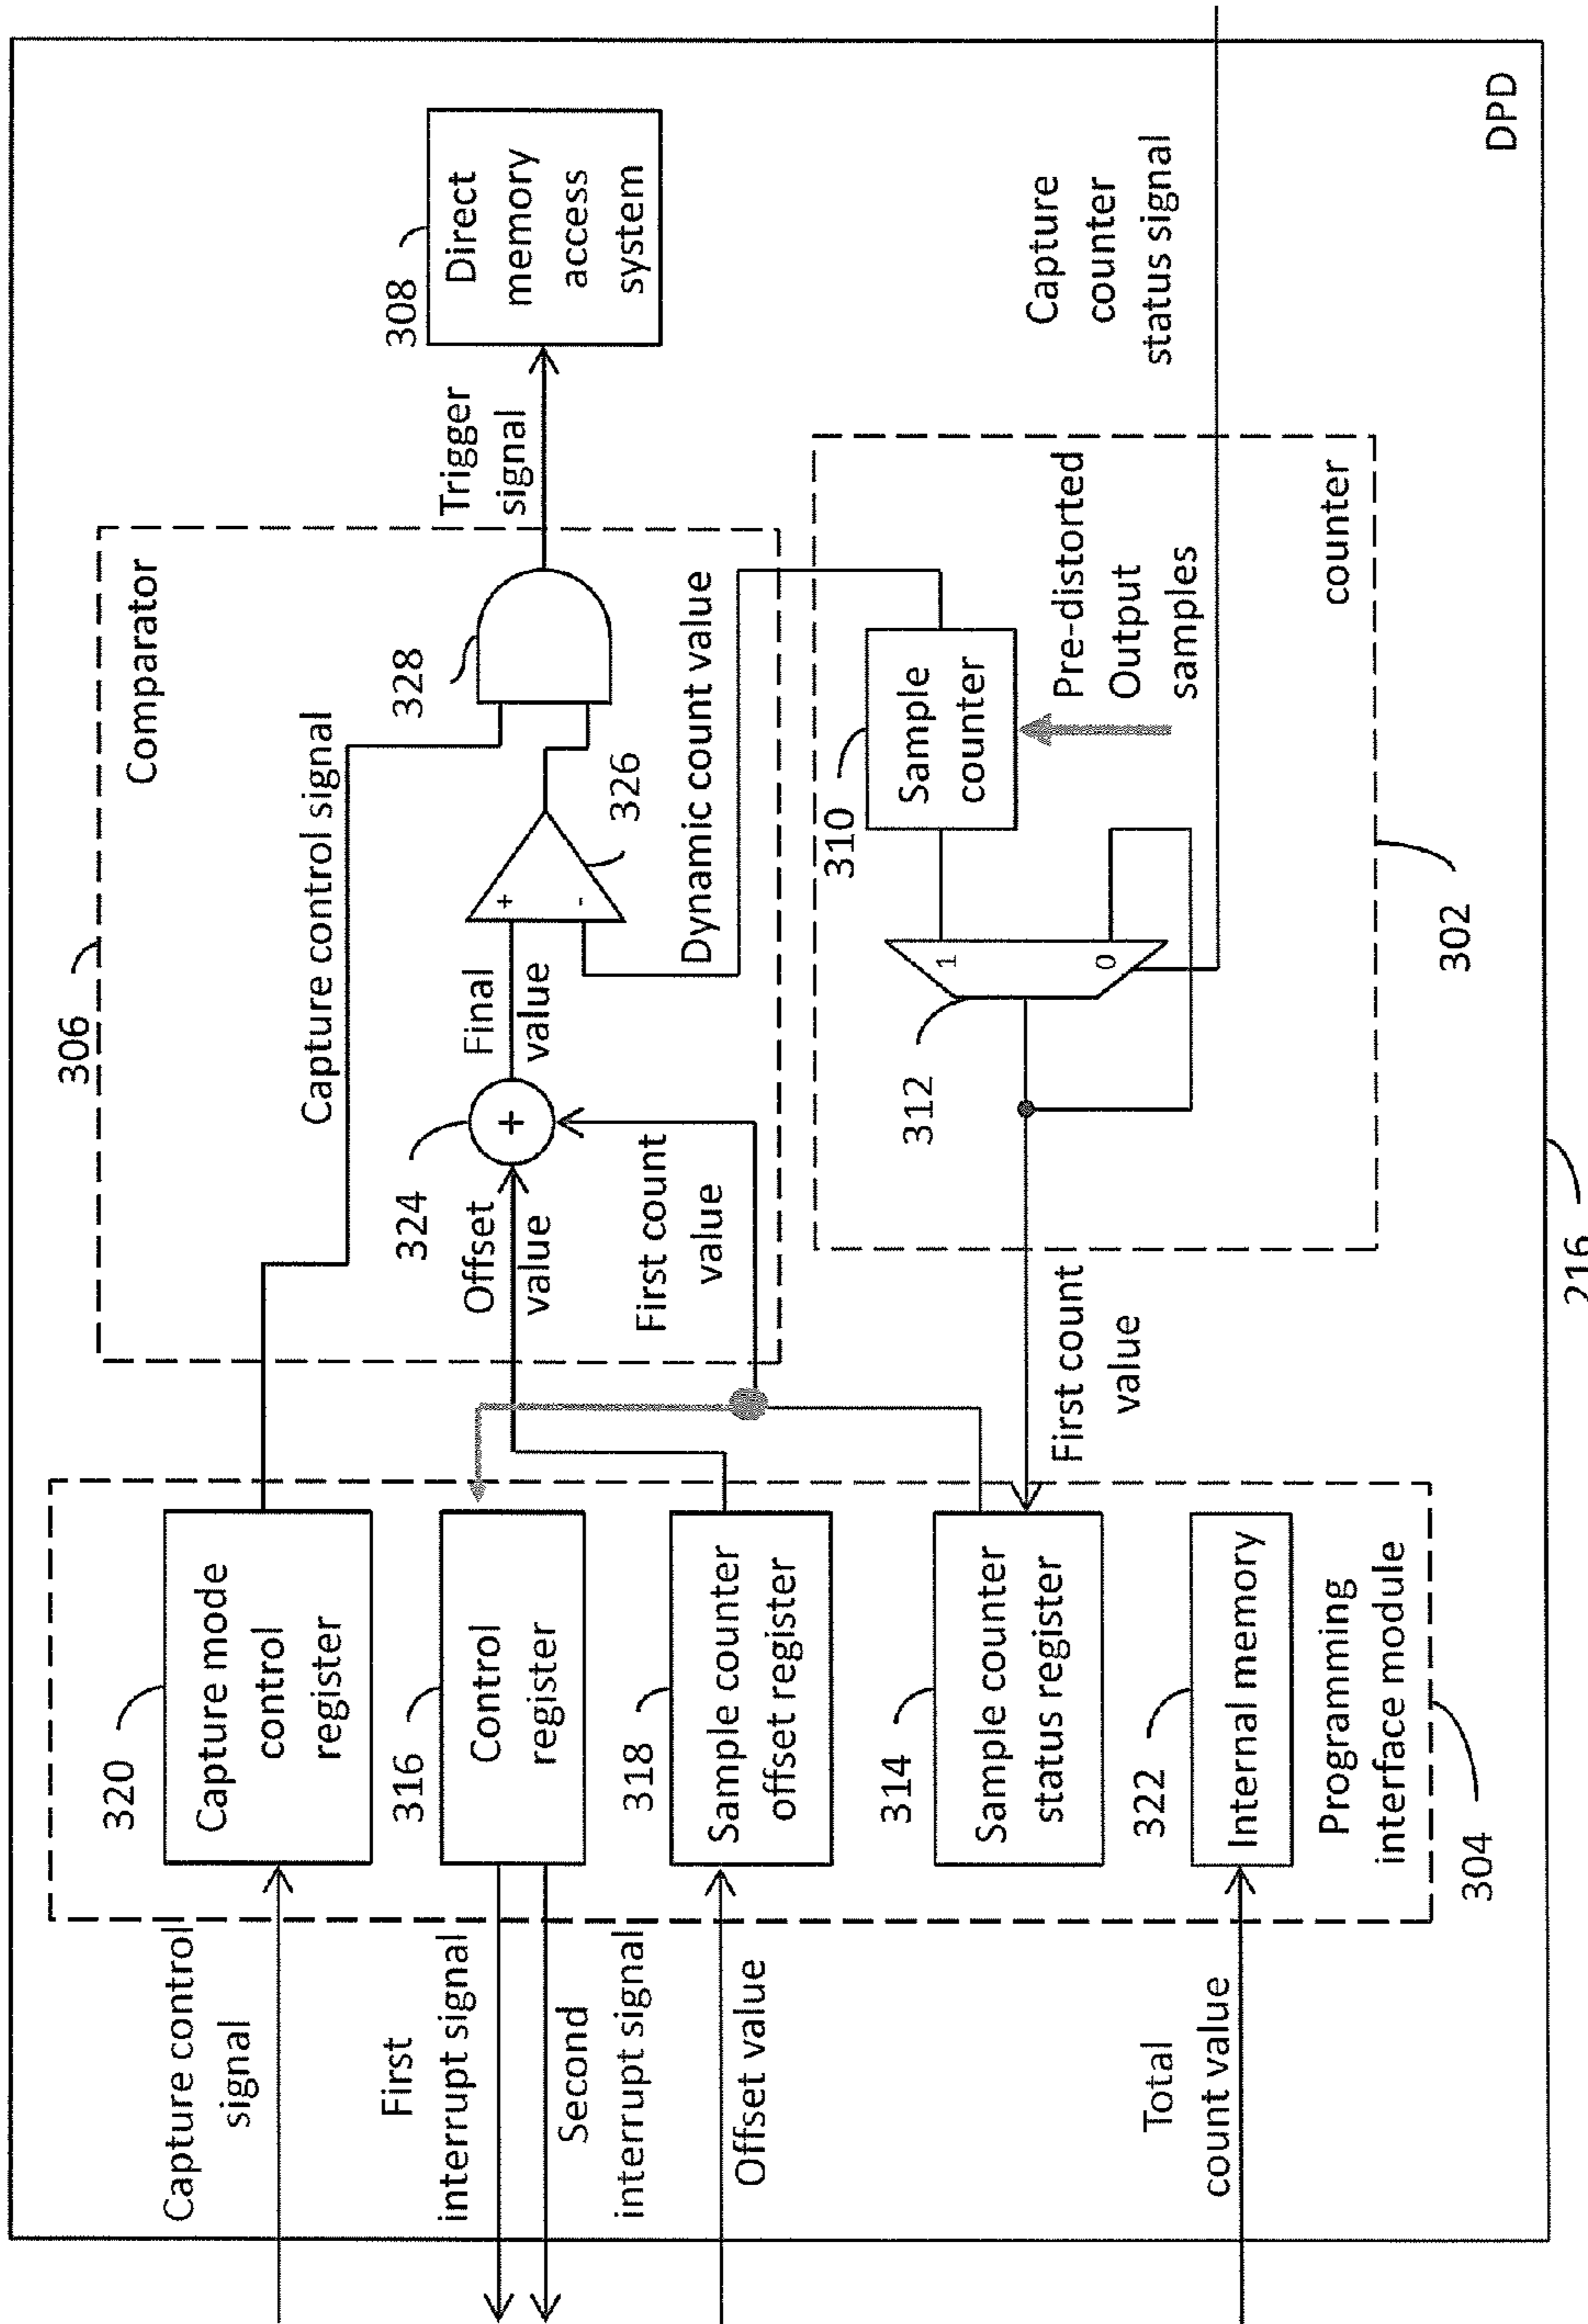 306
Comparator
Capture control signal
320
Capture mode
control
register
Capture control
signal
316
Control
register
First
interrupt signal
Second
interrupt signal
318
Sample counter
offset register
Offset value
314
Sample counter
status register
322
Internal memory
Total
count value
Programming
interface module
304
324
+
Offset
value
First count
value
Final
value
+
-
326
328
Trigger
signal
308
Direct
memory
access
system
Dynamic count value
310
Sample
counter
Pre-distorted
Output
samples
312
1
0
counter
302
First count
value
Capture
counter
status signal
DPD
216